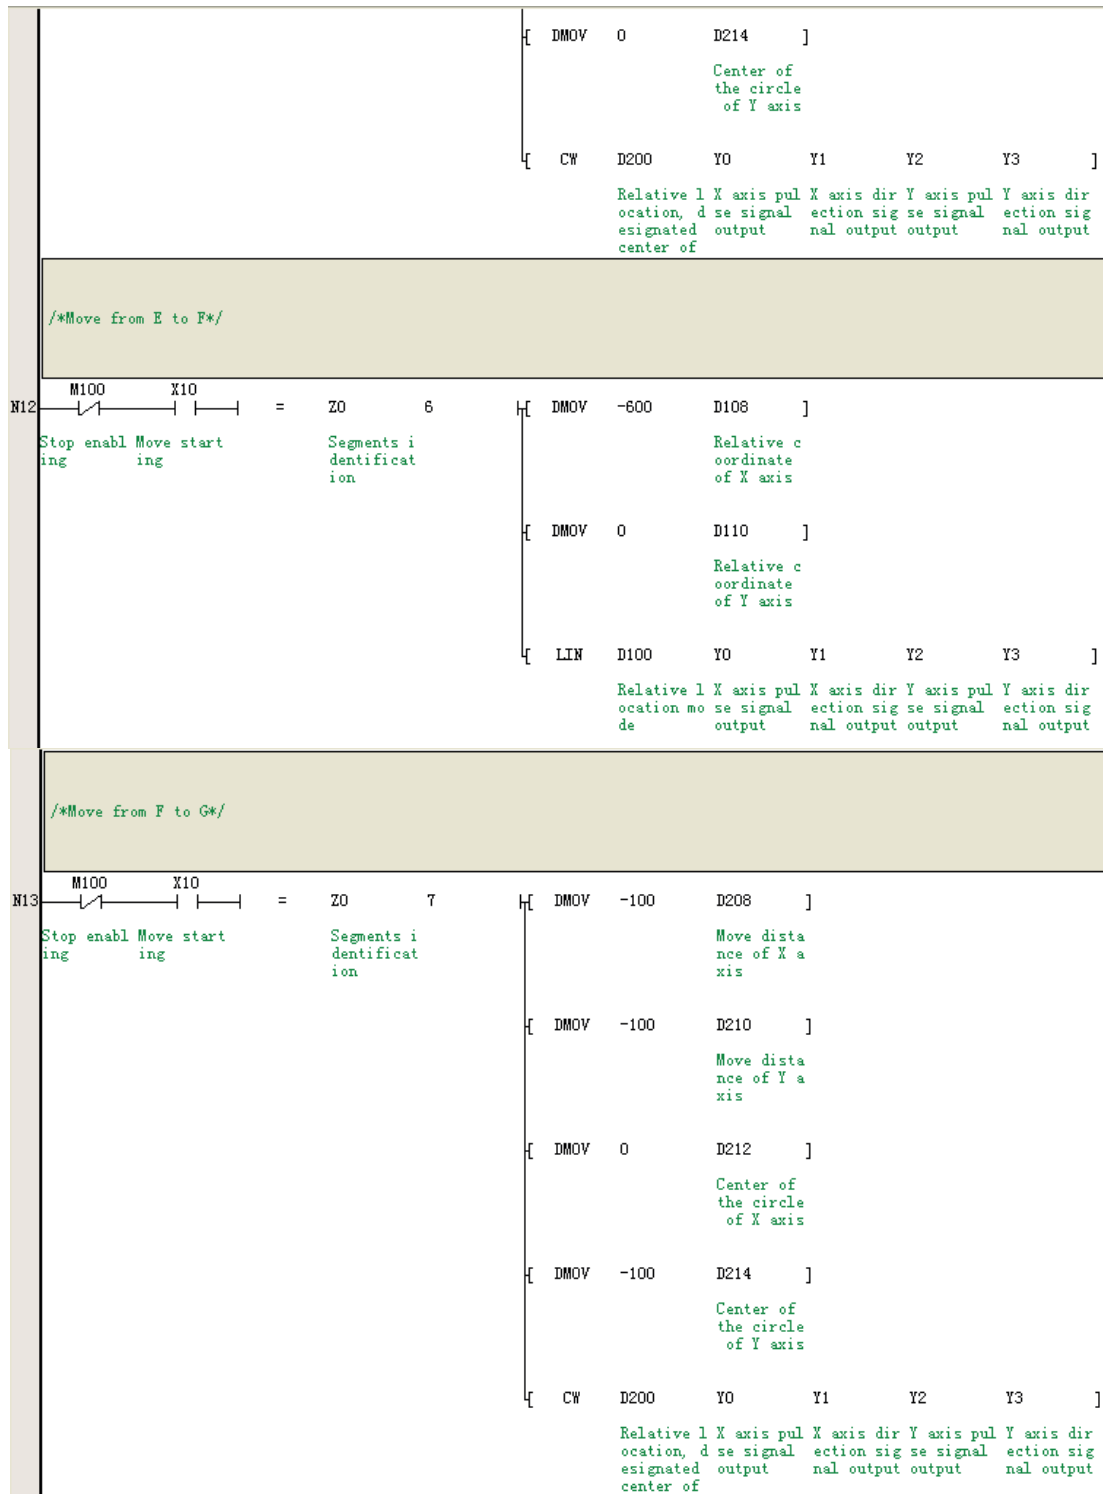 [ DMOV 0 D214 ]
Center of
the circle
of Y axis
[ CW D200 Y0 Y1 Y2 Y3 ]
Relative l X axis pul X axis dir Y axis pul Y axis dir
ocation, d se signal ection sig se signal ection sig
esignated output nal output output nal output
center of
/*Move from E to F*/
M100 X10
N12 = Z0 6 [ DMOV -600 D108 ]
Stop enabl Move start Segments i Relative c
ing ing dentificat oordinate
ion of X axis
[ DMOV 0 D110 ]
Relative c
oordinate
of Y axis
[ LIN D100 Y0 Y1 Y2 Y3 ]
Relative l X axis pul X axis dir Y axis pul Y axis dir
ocation mo se signal ection sig se signal ection sig
de output nal output output nal output
/*Move from F to G*/
M100 X10
N13 = Z0 7 [ DMOV -100 D208 ]
Stop enabl Move start Segments i Move dista
ing ing dentificat nce of X a
ion xis
[ DMOV -100 D210 ]
Move dista
nce of Y a
xis
[ DMOV 0 D212 ]
Center of
the circle
of X axis
[ DMOV -100 D214 ]
Center of
the circle
of Y axis
[ CW D200 Y0 Y1 Y2 Y3 ]
Relative l X axis pul X axis dir Y axis pul Y axis dir
ocation, d se signal ection sig se signal ection sig
esignated output nal output output nal output
center of